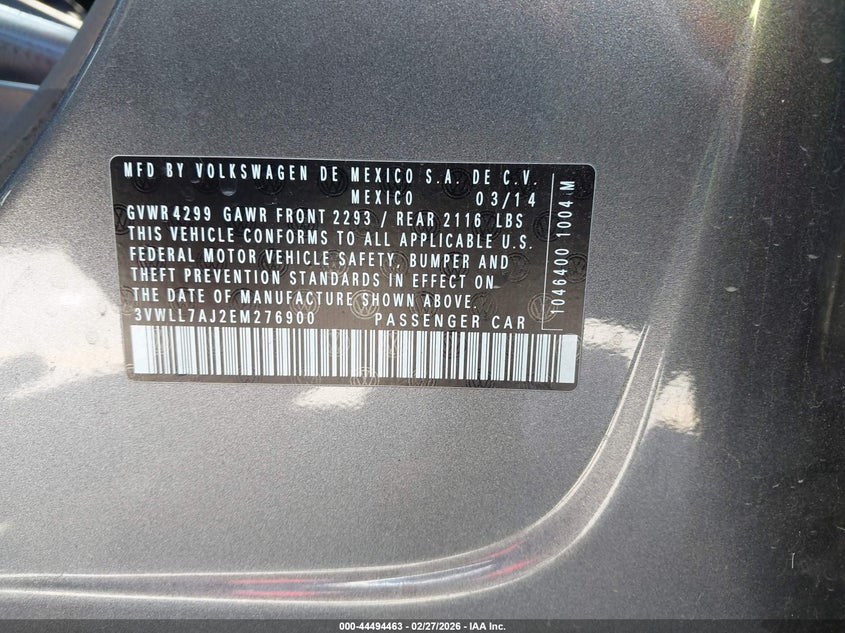 MFD BY VOLKSWAGEN DE MEXICO S.A. DE C.V.
MEXICO 03/14
GVWR 4299 GAWR FRONT 2293 / REAR 2116 LBS
THIS VEHICLE CONFORMS TO ALL APPLICABLE U.S.
FEDERAL MOTOR VEHICLE SAFETY, BUMPER AND
THEFT PREVENTION STANDARDS IN EFFECT ON
THE DATE OF MANUFACTURE SHOWN ABOVE.
3VWLL7AJ2EM276900 PASSENGER CAR
1046400 1004 M
000-44494463 - 02/27/2026 - IAA Inc.